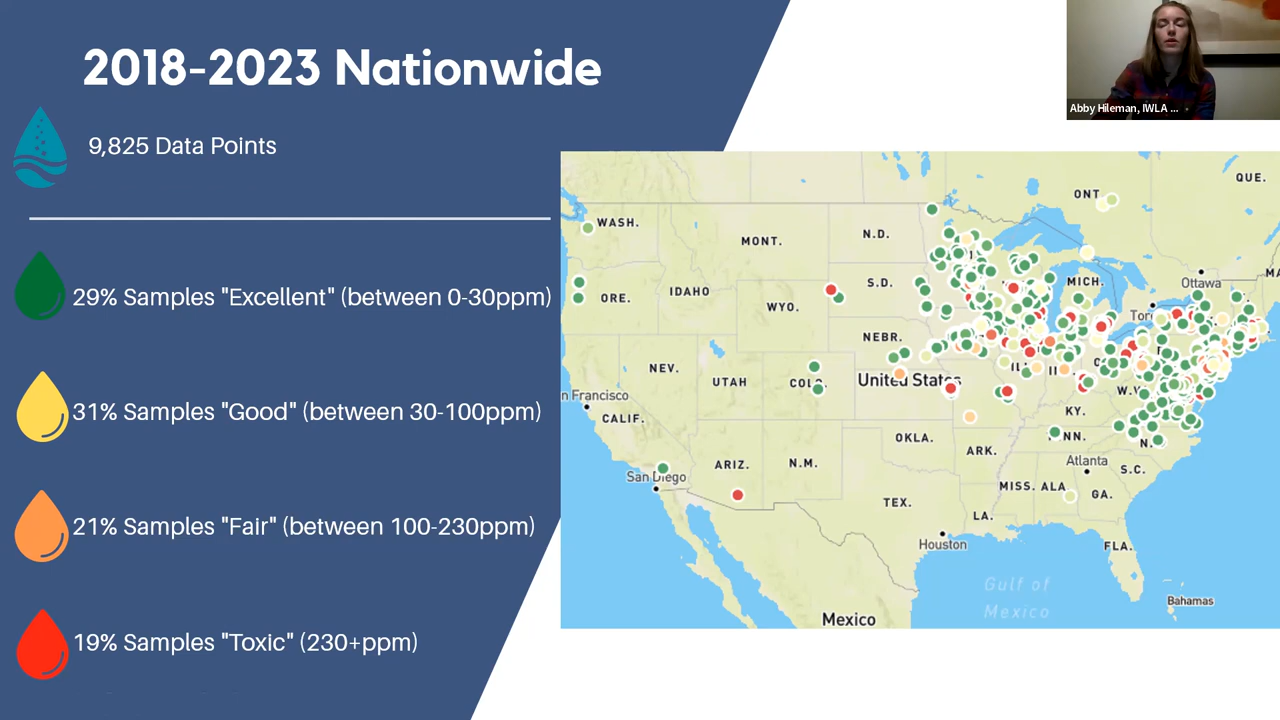 2018-2023 Nationwide
9,825 Data Points
29% Samples "Excellent" (between 0-30ppm)
31% Samples "Good" (between 30-100ppm)
21% Samples "Fair" (between 100-230ppm)
19% Samples "Toxic" (230+ppm)
Abby Hileman, IWLA ...
QUE.
ONT
WASH.
MONT.
N.D.
Ottawa
MICH.
S.D.
ORE.
IDAHO
WYO.
Tor
NEBR.
NEV.
UTAH
COLO.
United States
n Francisco
CALIF.
KY.
W.V
OKLA.
ARK.
NN.
N.
ARIZ.
N.M.
Atlanta
S.C.
San Diego
MISS.
ALA
GA.
TEX.
LA.
Houston
FLA.
Gulf of
Mexico
Bahamas
Mexico